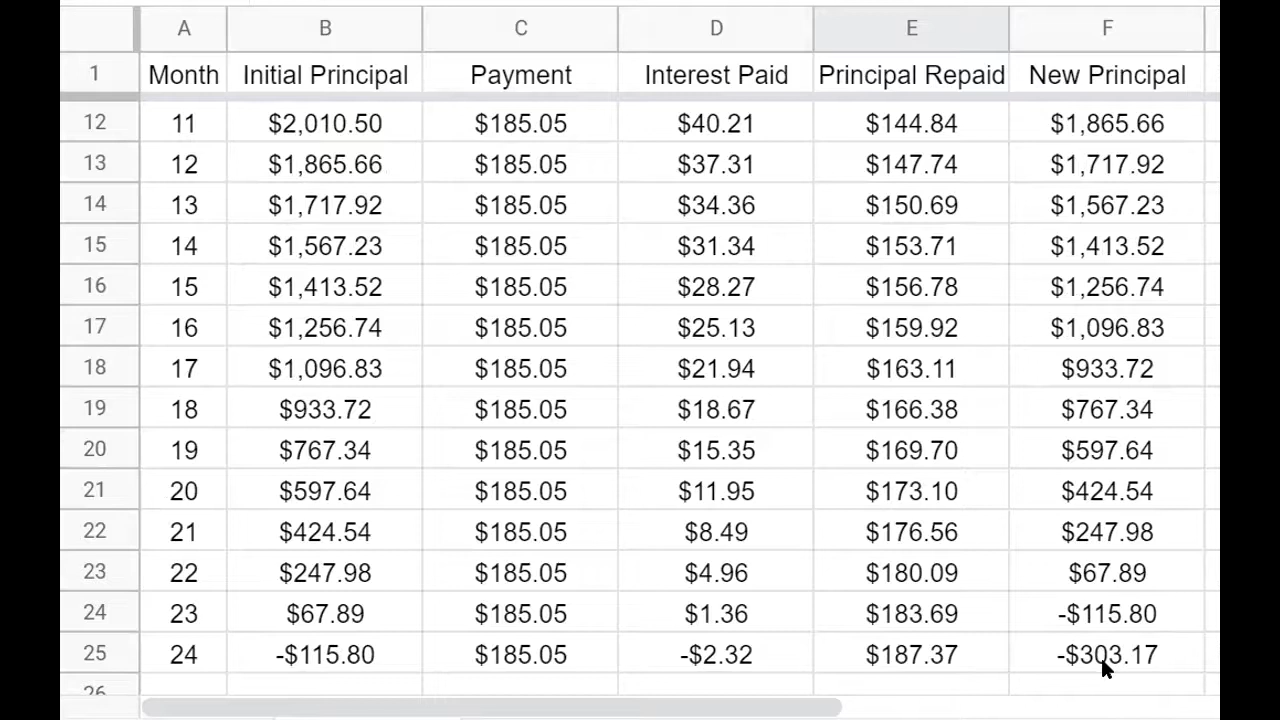 A B C D E F
1 Month Initial Principal Payment Interest Paid Principal Repaid New Principal
12 11 $2,010.50 $185.05 $40.21 $144.84 $1,865.66
13 12 $1,865.66 $185.05 $37.31 $147.74 $1,717.92
14 13 $1,717.92 $185.05 $34.36 $150.69 $1,567.23
15 14 $1,567.23 $185.05 $31.34 $153.71 $1,413.52
16 15 $1,413.52 $185.05 $28.27 $156.78 $1,256.74
17 16 $1,256.74 $185.05 $25.13 $159.92 $1,096.83
18 17 $1,096.83 $185.05 $21.94 $163.11 $933.72
19 18 $933.72 $185.05 $18.67 $166.38 $767.34
20 19 $767.34 $185.05 $15.35 $169.70 $597.64
21 20 $597.64 $185.05 $11.95 $173.10 $424.54
22 21 $424.54 $185.05 $8.49 $176.56 $247.98
23 22 $247.98 $185.05 $4.96 $180.09 $67.89
24 23 $67.89 $185.05 $1.36 $183.69 -$115.80
25 24 -$115.80 $185.05 -$2.32 $187.37 -$303.17
26